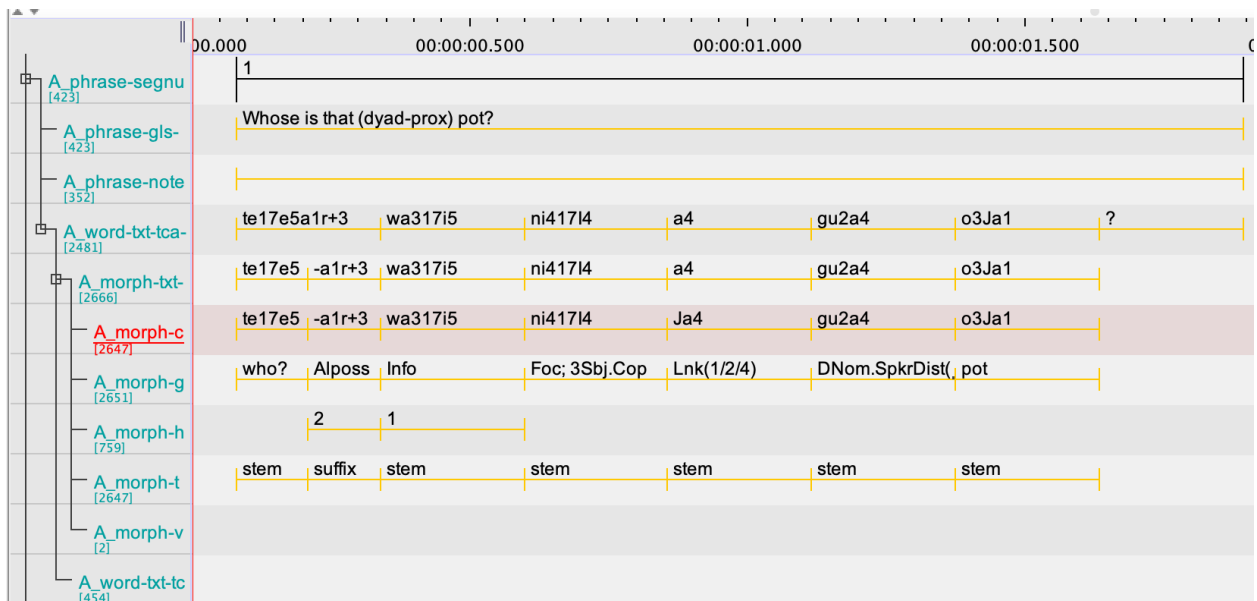 00.000 00:00:00.500 00:00:01.000 00:00:01.500 0
1
A_phrase-segnu
[423]
Whose is that (dyad-prox) pot?
A_phrase-gls-
[423]
A_phrase-note
[352]
te17e5a1r+3 wa317i5 ni417I4 a4 gu2a4 o3Ja1 ?
A_word-txt-tca-
[2481]
te17e5 -a1r+3 wa317i5 ni417I4 a4 gu2a4 o3Ja1
A_morph-txt-
[2666]
te17e5 -a1r+3 wa317i5 ni417I4 Ja4 gu2a4 o3Ja1
A_morph-c
[2647]
who? Alposs Info Foc; 3Sbj.Cop Lnk(1/2/4) DNom.SpkrDist(, pot
A_morph-g
[2651]
2 1
A_morph-h
[759]
stem suffix stem stem stem stem stem
A_morph-t
[2647]
A_morph-v
[2]
A_word-txt-tc
[454]